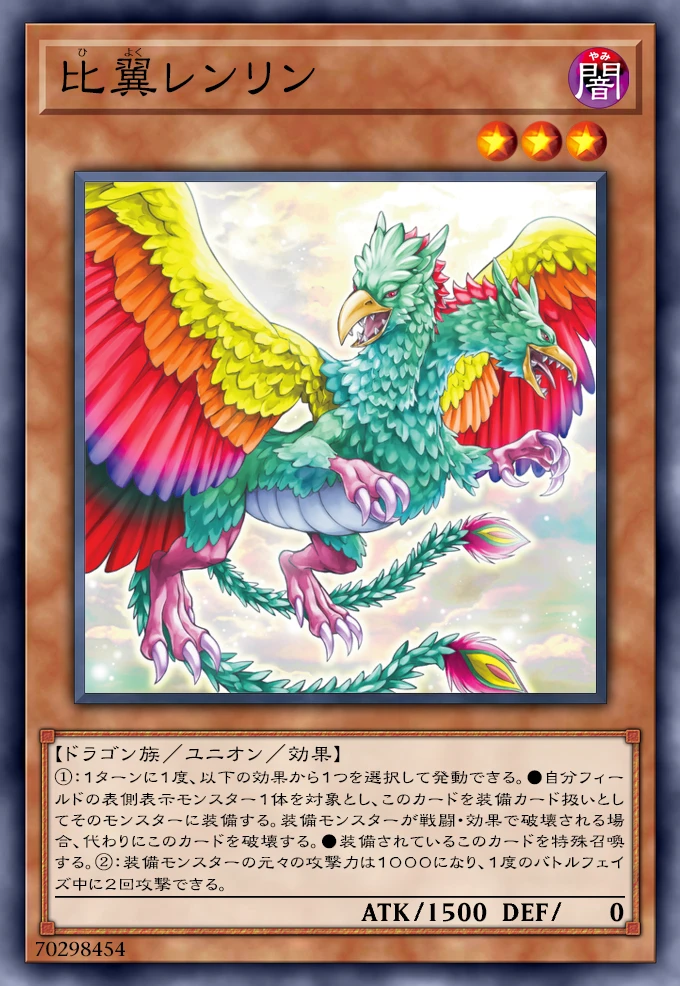 ひ よく
比翼レンリン
やみ
闇
【ドラゴン族／ユニオン／効果】
①：1ターンに1度、以下の効果から1つを選択して発動できる。●自分フィー
ルドの表側表示モンスター1体を対象とし、このカードを装備カード扱いとし
てそのモンスターに装備する。装備モンスターが戦闘・効果で破壊される場
合、代わりにこのカードを破壊する。●装備されているこのカードを特殊召喚
する。②：装備モンスターの元々の攻撃力は1000になり、1度のバトルフェイ
ズ中に2回攻撃できる。
ATK/1500 DEF/ 0
70298454